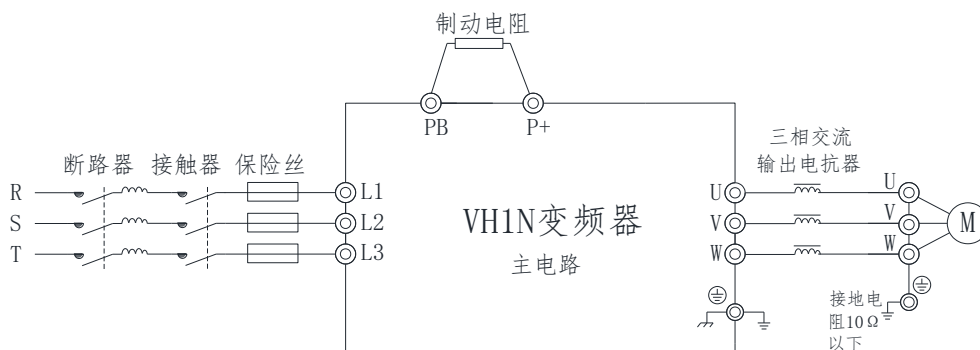 制动电阻
PB
P+
断路器
接触器
保险丝
三相交流
输出电抗器
R
L1
U
U
S
L2
V
V
M
T
L3
W
W
VH1N变频器
主电路
接地电
阻10Ω
以下